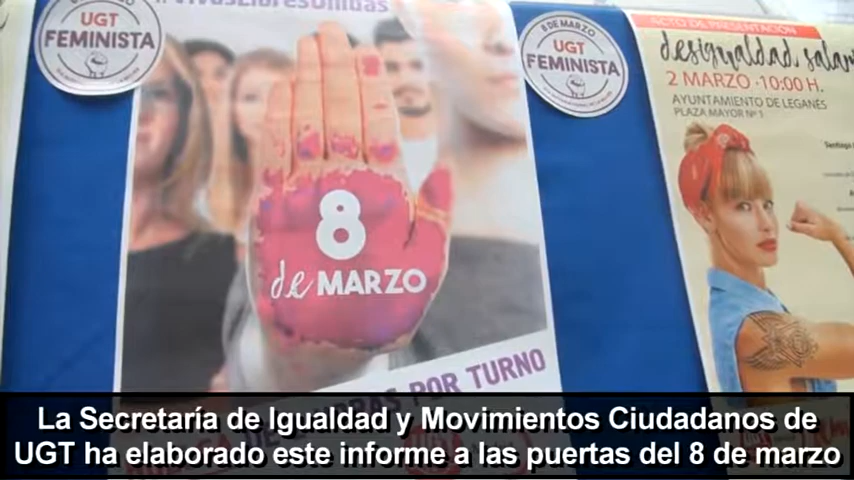 #VivasLibresUnidas
UGT
FEMINISTA
8
de MARZO
POR TURNO
8 DE MARZO
UGT
FEMINISTA
ACTO DE PRESENTACIÓN
desigualdad
2 MARZO · 10:00 H.
AYUNTAMIENTO DE LEGANÉS
PLAZA MAYOR Nº 1
La Secretaría de Igualdad y Movimientos Ciudadanos de
UGT ha elaborado este informe a las puertas del 8 de marzo